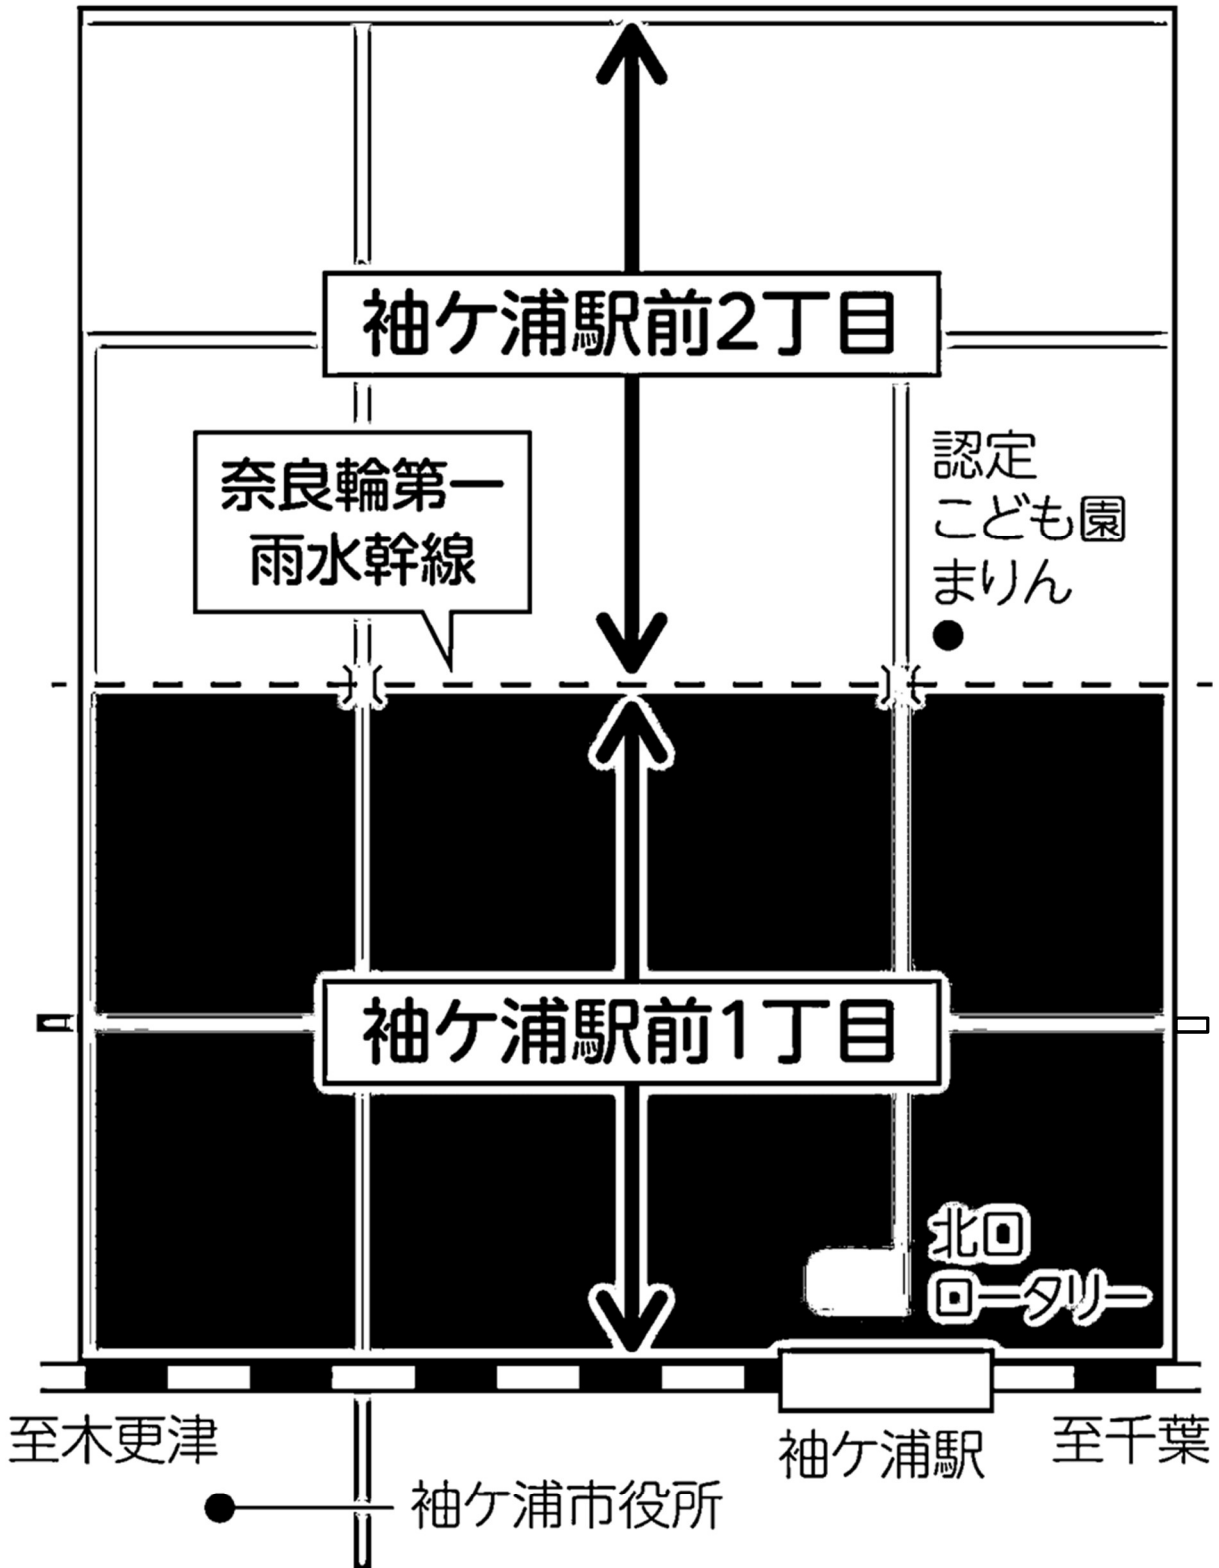 袖ケ浦駅前2丁目
奈良輪第一
雨水幹線
認定
こども園
まりん
袖ケ浦駅前1丁目
北口
ロータリー
至木更津
袖ケ浦駅
至千葉
袖ケ浦市役所